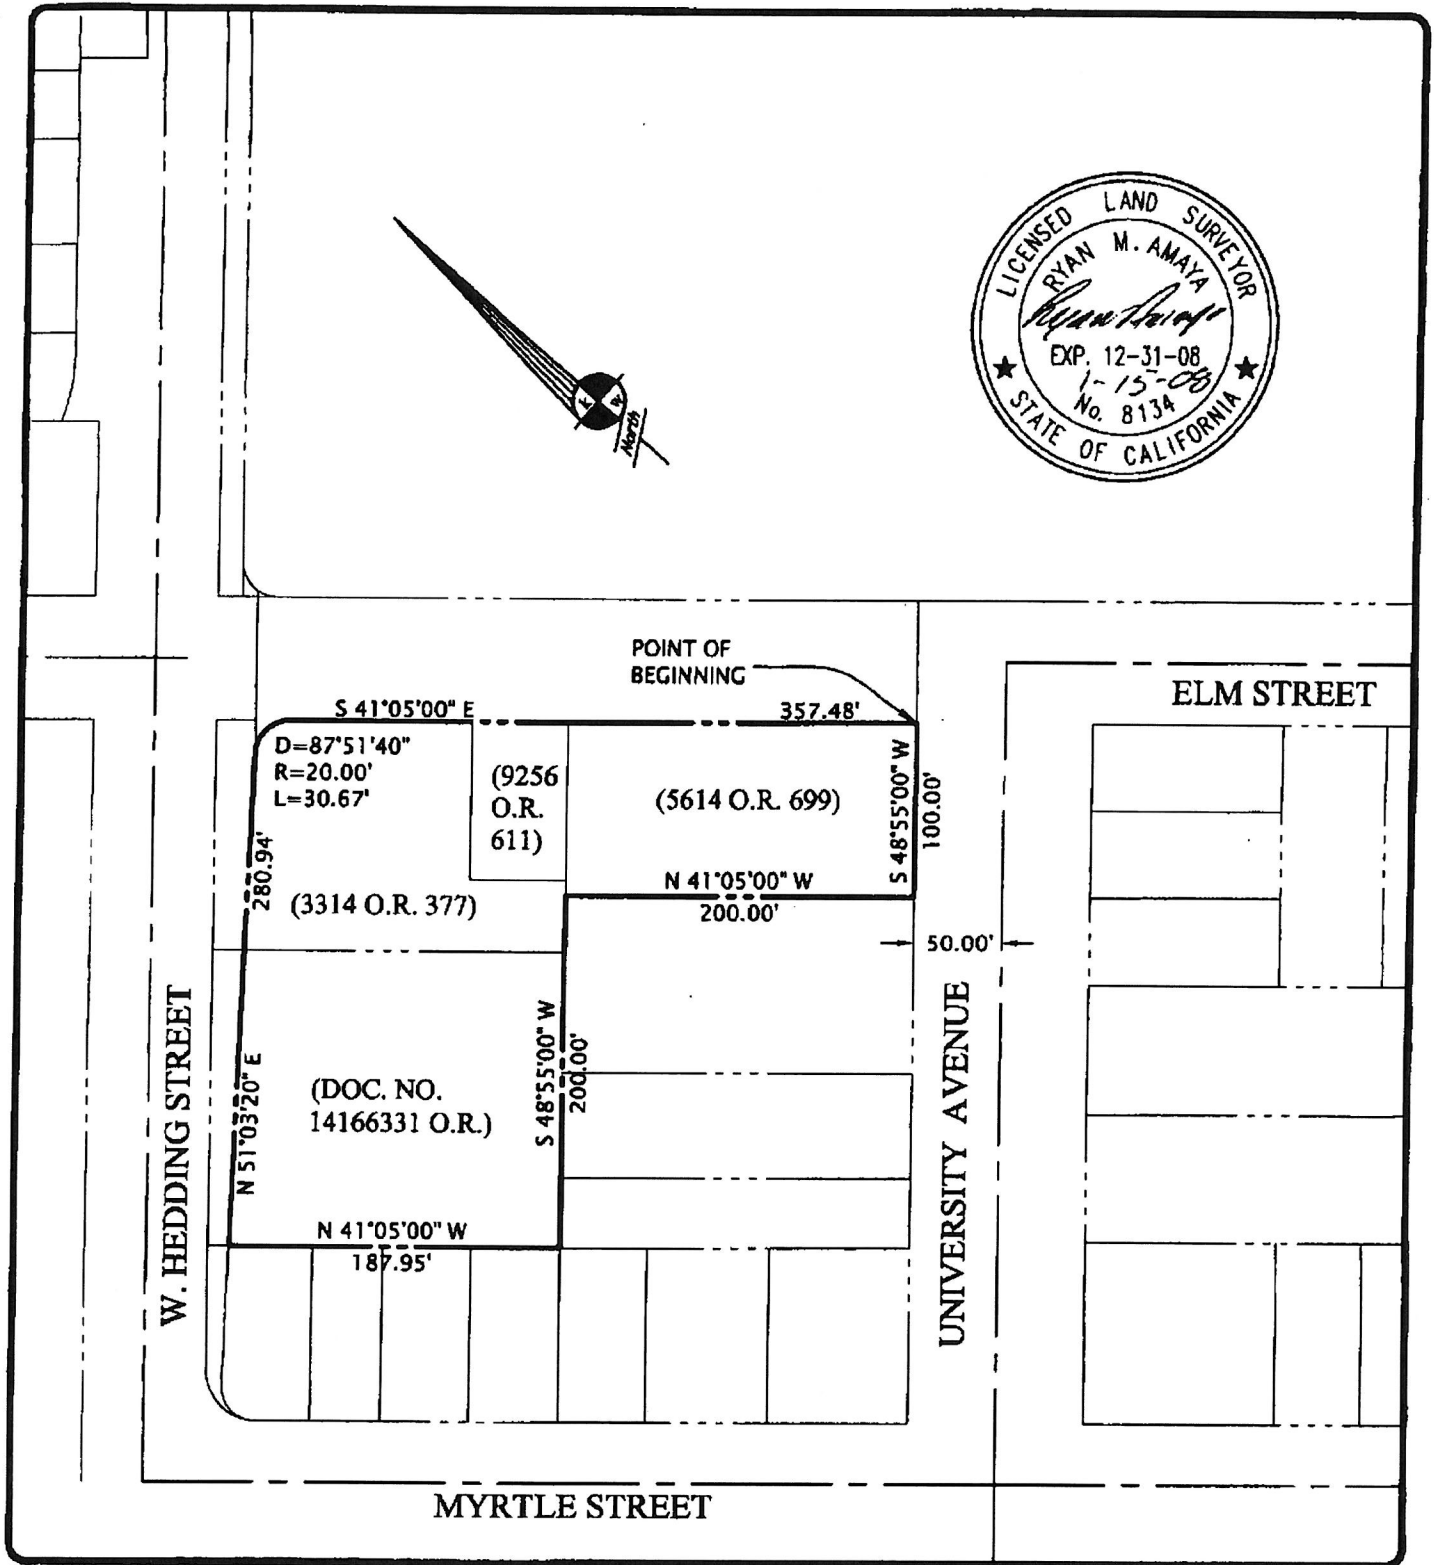 LICENSED LAND SURVEYOR
RYAN M. AMAYA
EXP. 12-31-08
1-15-08
No. 8134
STATE OF CALIFORNIA
North
POINT OF
BEGINNING
ELM STREET
S 41°05'00" E
357.48'
D=87°51'40"
R=20.00'
L=30.67'
(9256
O.R.
611)
(5614 O.R. 699)
S 48°55'00" W
100.00'
280.94'
(3314 O.R. 377)
N 41°05'00" W
200.00'
50.00'
W. HEDDING STREET
N 51°03'20" E
(DOC. NO.
14166331 O.R.)
S 48°55'00" W
200.00'
UNIVERSITY AVENUE
N 41°05'00" W
187.95'
MYRTLE STREET